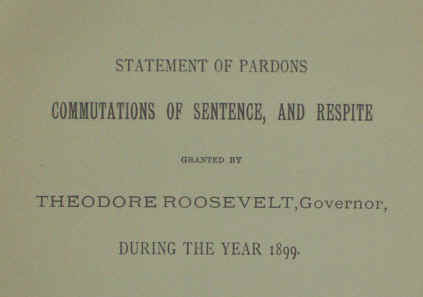 STATEMENT OF PARDONS
COMMUTATIONS OF SENTENCE, AND RESPITE
GRANTED BY
THEODORE ROOSEVELT, Governor,
DURING THE YEAR 1899.